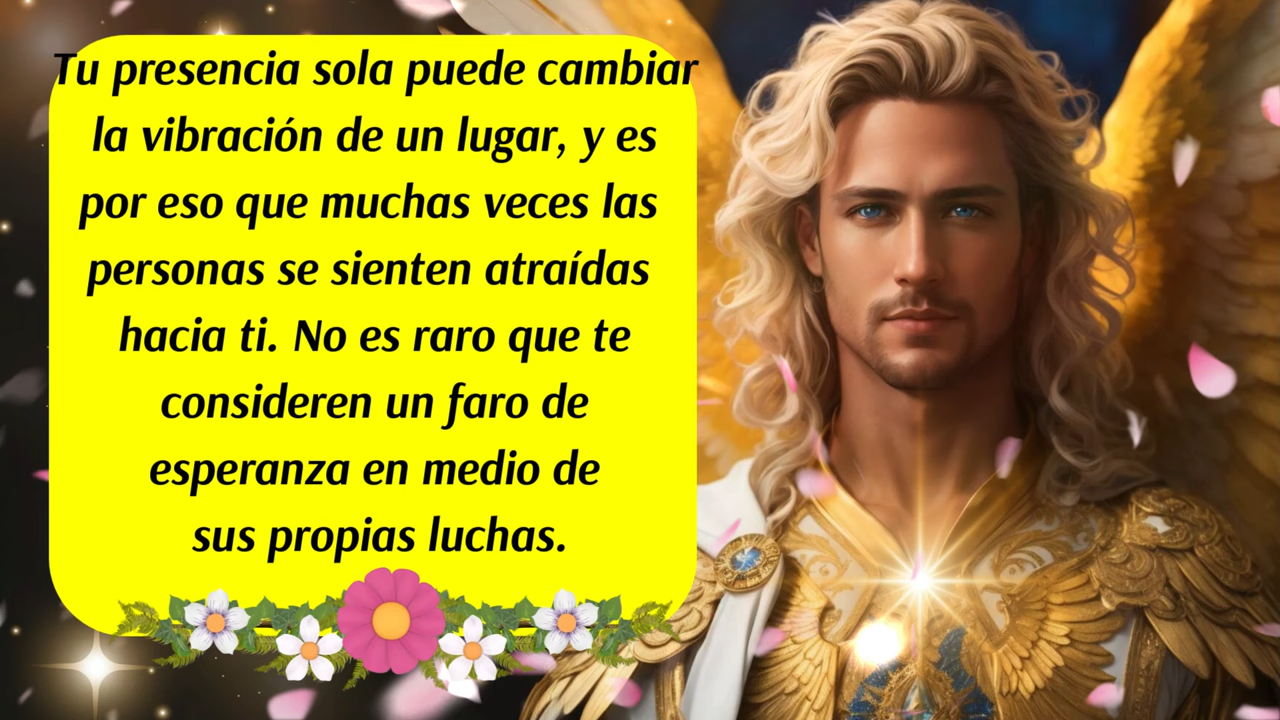 Tu presencia sola puede cambiar
la vibración de un lugar, y es
por eso que muchas veces las
personas se sienten atraídas
hacia ti. No es raro que te
consideren un faro de
esperanza en medio de
sus propias luchas.